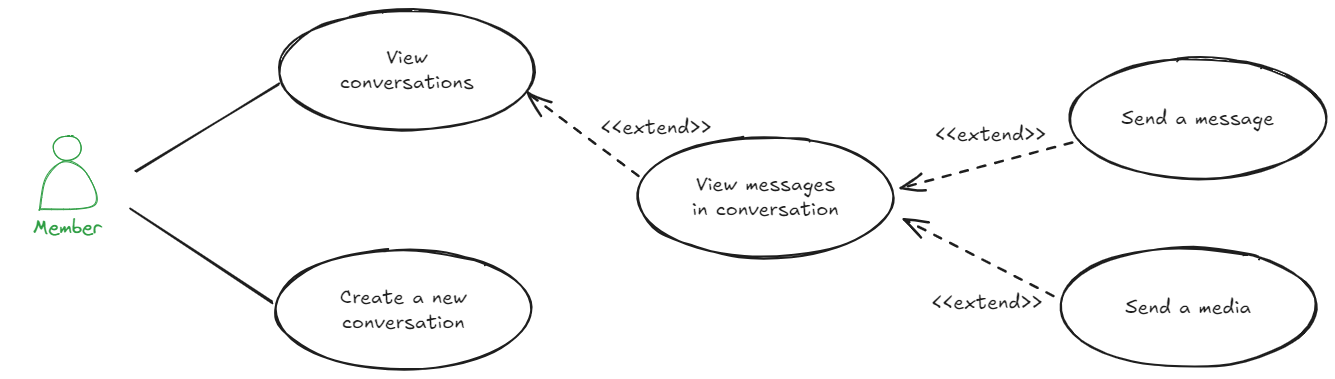 View
conversations
<<extend>>
Send a message
<<extend>>
View messages
in conversation
Member
Create a new
conversation
<<extend>>
Send a media